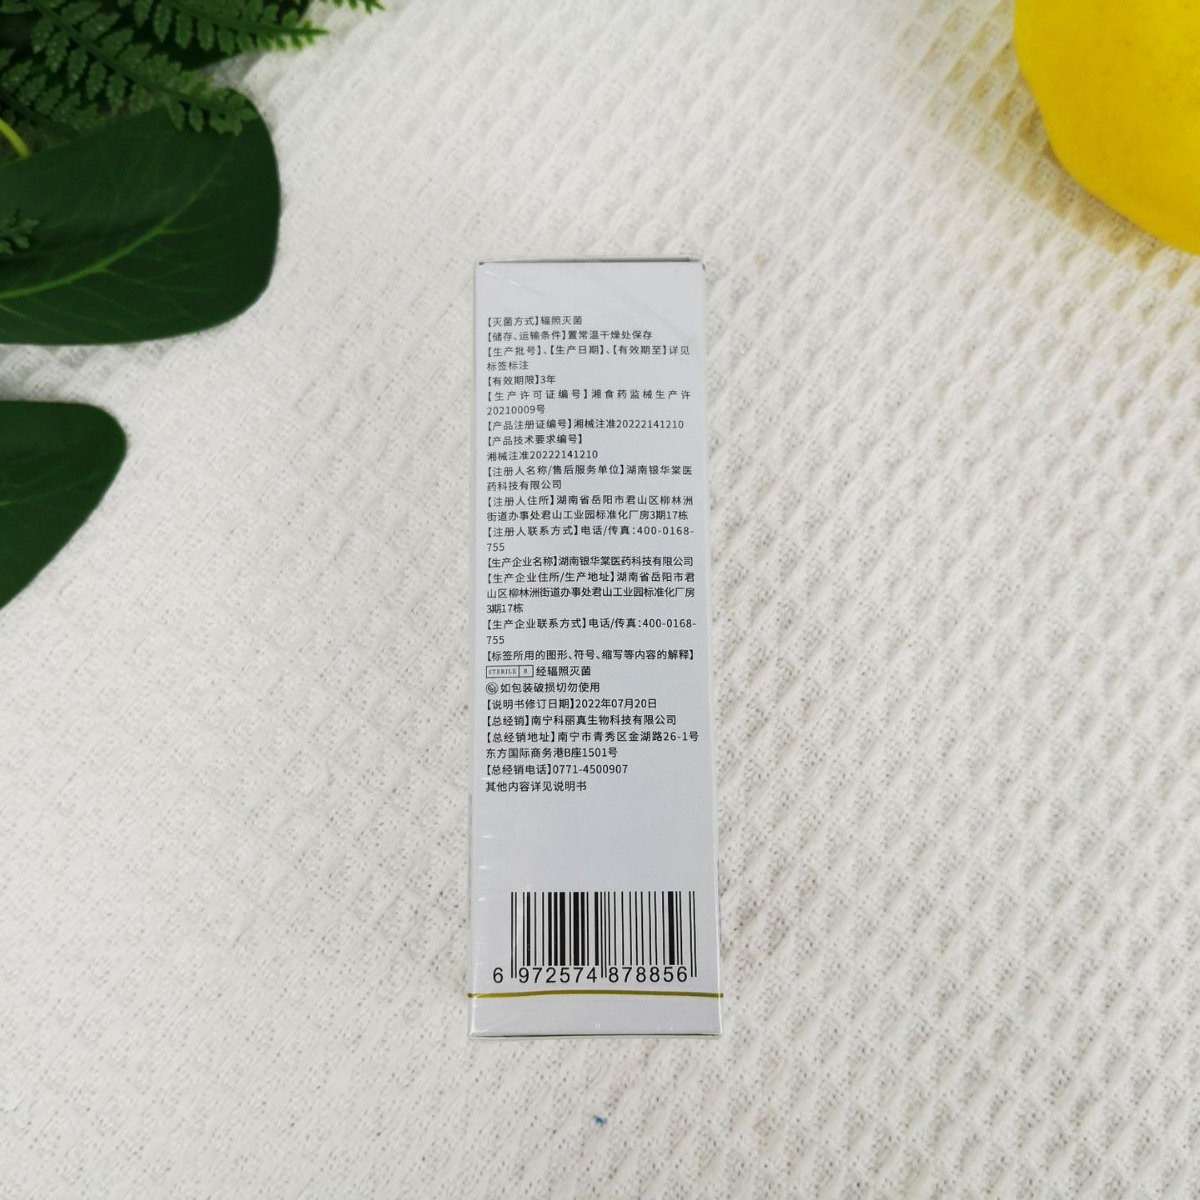 【灭菌方式】辐照灭菌
【储存、运输条件】置常温干燥处保存
【生产批号】、【生产日期】、【有效期至】详见
标签标注
【有效期限】3年
【生产许可证编号】湘食药监械生产许
20210009号
【产品注册证编号】湘械注准20222141210
【产品技术要求编号】
湘械注准20222141210
【注册人名称/售后服务单位】湖南银华棠医
药科技有限公司
【注册人住所】湖南省岳阳市君山区柳林洲
街道办事处君山工业园标准化厂房3期17栋
【注册人联系方式】电话/传真:400-0168-
755
【生产企业名称】湖南银华棠医药科技有限公司
【生产企业住所/生产地址】湖南省岳阳市君
山区柳林洲街道办事处君山工业园标准化厂房
3期17栋
【生产企业联系方式】电话/传真:400-0168-
755
【标签所用的图形、符号、缩写等内容的解释】
STERILE R 经辐照灭菌
如包装破损切勿使用
【说明书修订日期】2022年07月20日
【总经销】南宁科丽真生物科技有限公司
【总经销地址】南宁市青秀区金湖路26-1号
东方国际商务港B座1501号
【总经销电话】0771-4500907
其他内容详见说明书
6 972574 878856